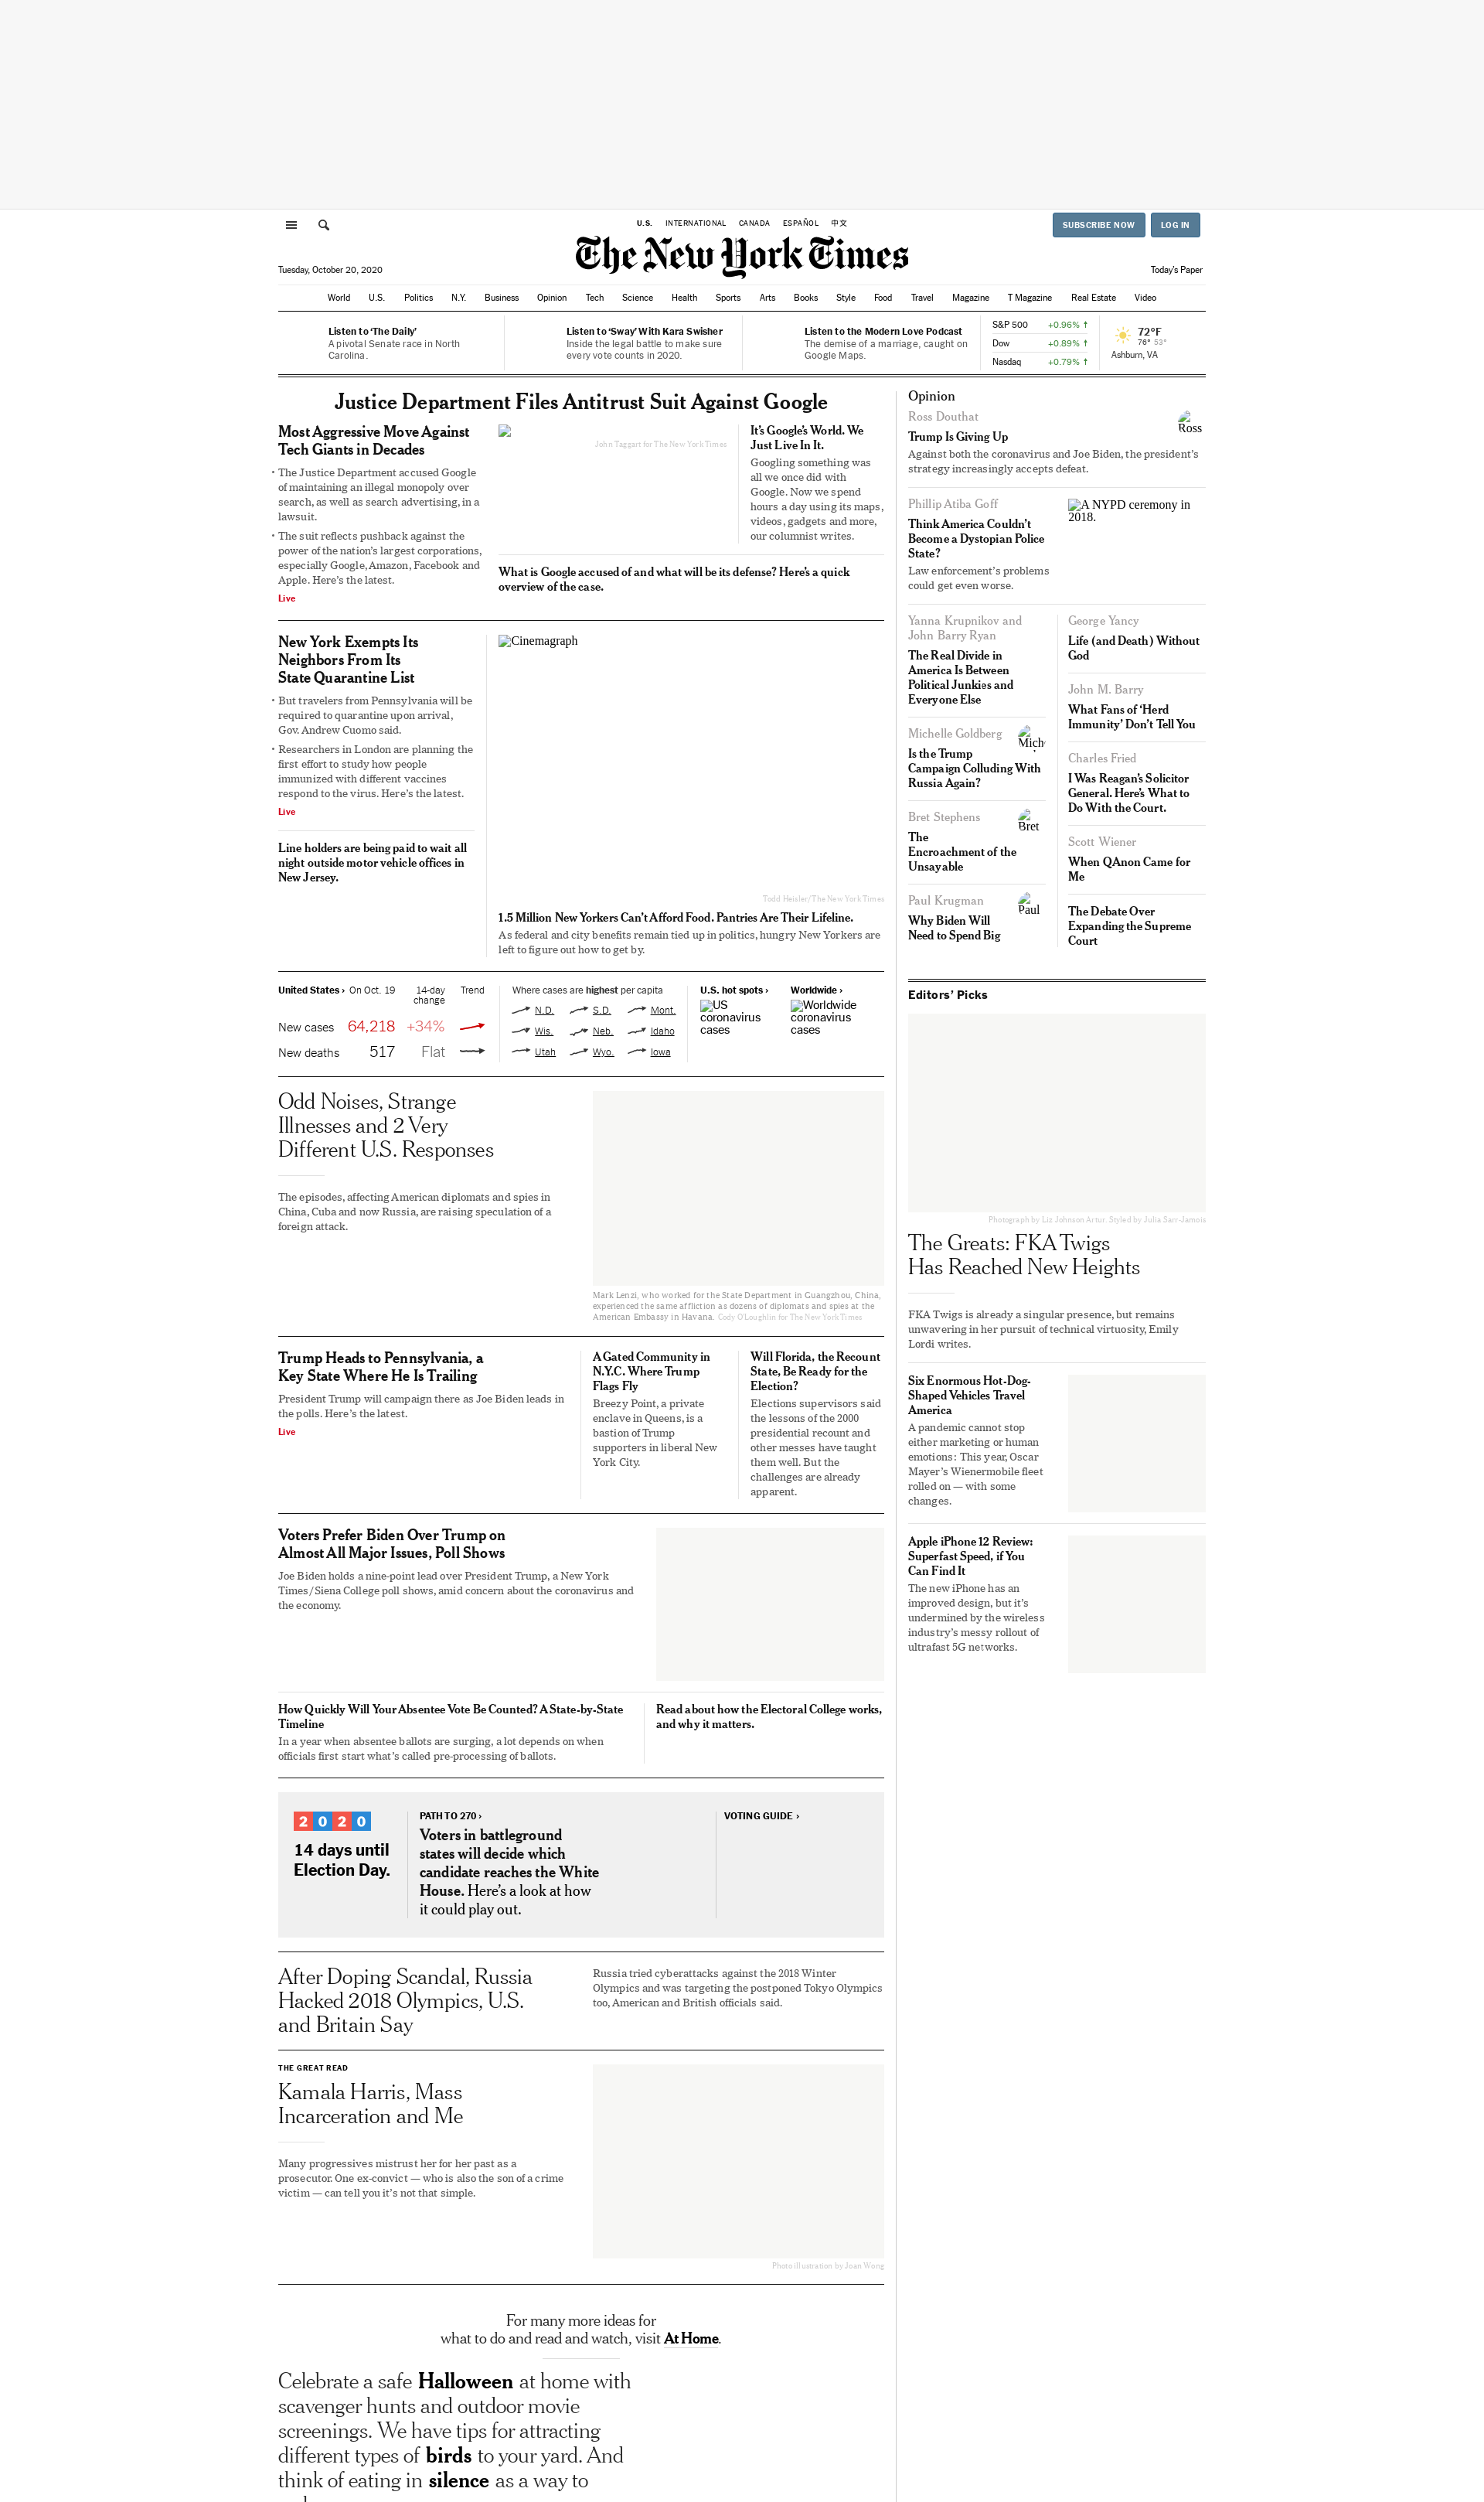 U.S. INTERNATIONAL CANADA ESPAÑOL 中文
SUBSCRIBE NOW LOG IN
The New York Times
Tuesday, October 20, 2020
Today's Paper
World U.S. Politics N.Y. Business Opinion Tech Science Health Sports Arts Books Style Food Travel Magazine T Magazine Real Estate Video
Listen to ‘The Daily’
A pivotal Senate race in North
Carolina.
Listen to ‘Sway’ With Kara Swisher
Inside the legal battle to make sure
every vote counts in 2020.
Listen to the Modern Love Podcast
The demise of a marriage, caught on
Google Maps.
S&P 500 +0.96% ↑
Dow +0.89% ↑
Nasdaq +0.79% ↑
72°F
76° 53°
Ashburn, VA
Justice Department Files Antitrust Suit Against Google
Most Aggressive Move Against
Tech Giants in Decades
• The Justice Department accused Google
of maintaining an illegal monopoly over
search, as well as search advertising, in a
lawsuit.
• The suit reflects pushback against the
power of the nation’s largest corporations,
especially Google, Amazon, Facebook and
Apple. Here’s the latest.
Live
John Taggart for The New York Times
It’s Google’s World. We
Just Live In It.
Googling something was
all we once did with
Google. Now we spend
hours a day using its maps,
videos, gadgets and more,
our columnist writes.
What is Google accused of and what will be its defense? Here’s a quick
overview of the case.
New York Exempts Its
Neighbors From Its
State Quarantine List
• But travelers from Pennsylvania will be
required to quarantine upon arrival,
Gov. Andrew Cuomo said.
• Researchers in London are planning the
first effort to study how people
immunized with different vaccines
respond to the virus. Here’s the latest.
Live
Line holders are being paid to wait all
night outside motor vehicle offices in
New Jersey.
Cinemagraph
Todd Heisler/The New York Times
1.5 Million New Yorkers Can’t Afford Food. Pantries Are Their Lifeline.
As federal and city benefits remain tied up in politics, hungry New Yorkers are
left to figure out how to get by.
United States › On Oct. 19 14-day
change Trend
New cases 64,218 +34%
New deaths 517 Flat
Where cases are highest per capita
N.D. S.D. Mont.
Wis. Neb. Idaho
Utah Wyo. Iowa
U.S. hot spots ›
US
coronavirus
cases
Worldwide ›
Worldwide
coronavirus
cases
Odd Noises, Strange
Illnesses and 2 Very
Different U.S. Responses
The episodes, affecting American diplomats and spies in
China, Cuba and now Russia, are raising speculation of a
foreign attack.
Mark Lenzi, who worked for the State Department in Guangzhou, China,
experienced the same affliction as dozens of diplomats and spies at the
American Embassy in Havana. Cody O’Loughlin for The New York Times
Trump Heads to Pennsylvania, a
Key State Where He Is Trailing
President Trump will campaign there as Joe Biden leads in
the polls. Here’s the latest.
Live
A Gated Community in
N.Y.C. Where Trump
Flags Fly
Breezy Point, a private
enclave in Queens, is a
bastion of Trump
supporters in liberal New
York City.
Will Florida, the Recount
State, Be Ready for the
Election?
Elections supervisors said
the lessons of the 2000
presidential recount and
other messes have taught
them well. But the
challenges are already
apparent.
Voters Prefer Biden Over Trump on
Almost All Major Issues, Poll Shows
Joe Biden holds a nine-point lead over President Trump, a New York
Times/Siena College poll shows, amid concern about the coronavirus and
the economy.
How Quickly Will Your Absentee Vote Be Counted? A State-by-State
Timeline
In a year when absentee ballots are surging, a lot depends on when
officials first start what’s called pre-processing of ballots.
Read about how the Electoral College works,
and why it matters.
2020
14 days until
Election Day.
PATH TO 270 ›
Voters in battleground
states will decide which
candidate reaches the White
House. Here’s a look at how
it could play out.
VOTING GUIDE ›
After Doping Scandal, Russia
Hacked 2018 Olympics, U.S.
and Britain Say
Russia tried cyberattacks against the 2018 Winter
Olympics and was targeting the postponed Tokyo Olympics
too, American and British officials said.
THE GREAT READ
Kamala Harris, Mass
Incarceration and Me
Many progressives mistrust her for her past as a
prosecutor. One ex-convict — who is also the son of a crime
victim — can tell you it’s not that simple.
Photo illustration by Joan Wong
For many more ideas for
what to do and read and watch, visit At Home.
Celebrate a safe Halloween at home with
scavenger hunts and outdoor movie
screenings. We have tips for attracting
different types of birds to your yard. And
think of eating in silence as a way to
Opinion
Ross Douthat
Trump Is Giving Up
Against both the coronavirus and Joe Biden, the president’s
strategy increasingly accepts defeat.
Ross
Phillip Atiba Goff
Think America Couldn’t
Become a Dystopian Police
State?
Law enforcement’s problems
could get even worse.
A NYPD ceremony in
2018.
Yanna Krupnikov and
John Barry Ryan
The Real Divide in
America Is Between
Political Junkies and
Everyone Else
Michelle Goldberg
Is the Trump
Campaign Colluding With
Russia Again?
Bret Stephens
Bret
The
Encroachment of the
Unsayable
Paul Krugman
Paul
Why Biden Will
Need to Spend Big
George Yancy
Life (and Death) Without
God
John M. Barry
What Fans of ‘Herd
Immunity’ Don’t Tell You
Charles Fried
I Was Reagan’s Solicitor
General. Here’s What to
Do With the Court.
Scott Wiener
When QAnon Came for
Me
The Debate Over
Expanding the Supreme
Court
Editors’ Picks
Photograph by Liz Johnson Artur. Styled by Julia Sarr-Jamois
The Greats: FKA Twigs
Has Reached New Heights
FKA Twigs is already a singular presence, but remains
unwavering in her pursuit of technical virtuosity, Emily
Lordi writes.
Six Enormous Hot-Dog-
Shaped Vehicles Travel
America
A pandemic cannot stop
either marketing or human
emotions: This year, Oscar
Mayer’s Wienermobile fleet
rolled on — with some
changes.
Apple iPhone 12 Review:
Superfast Speed, if You
Can Find It
The new iPhone has an
improved design, but it’s
undermined by the wireless
industry’s messy rollout of
ultrafast 5G networks.